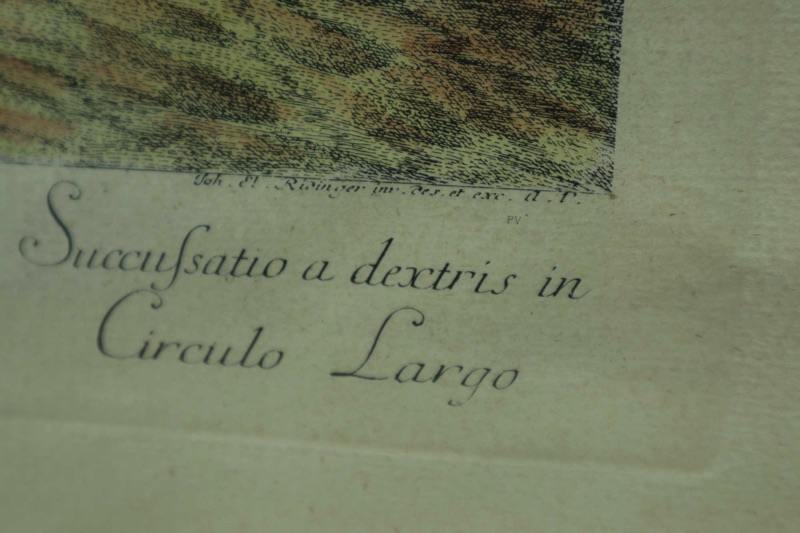 Joh. El. Ridinger inv. des. et exc. A. V.
PV
Succuſsatio a dextris in
Circulo Largo